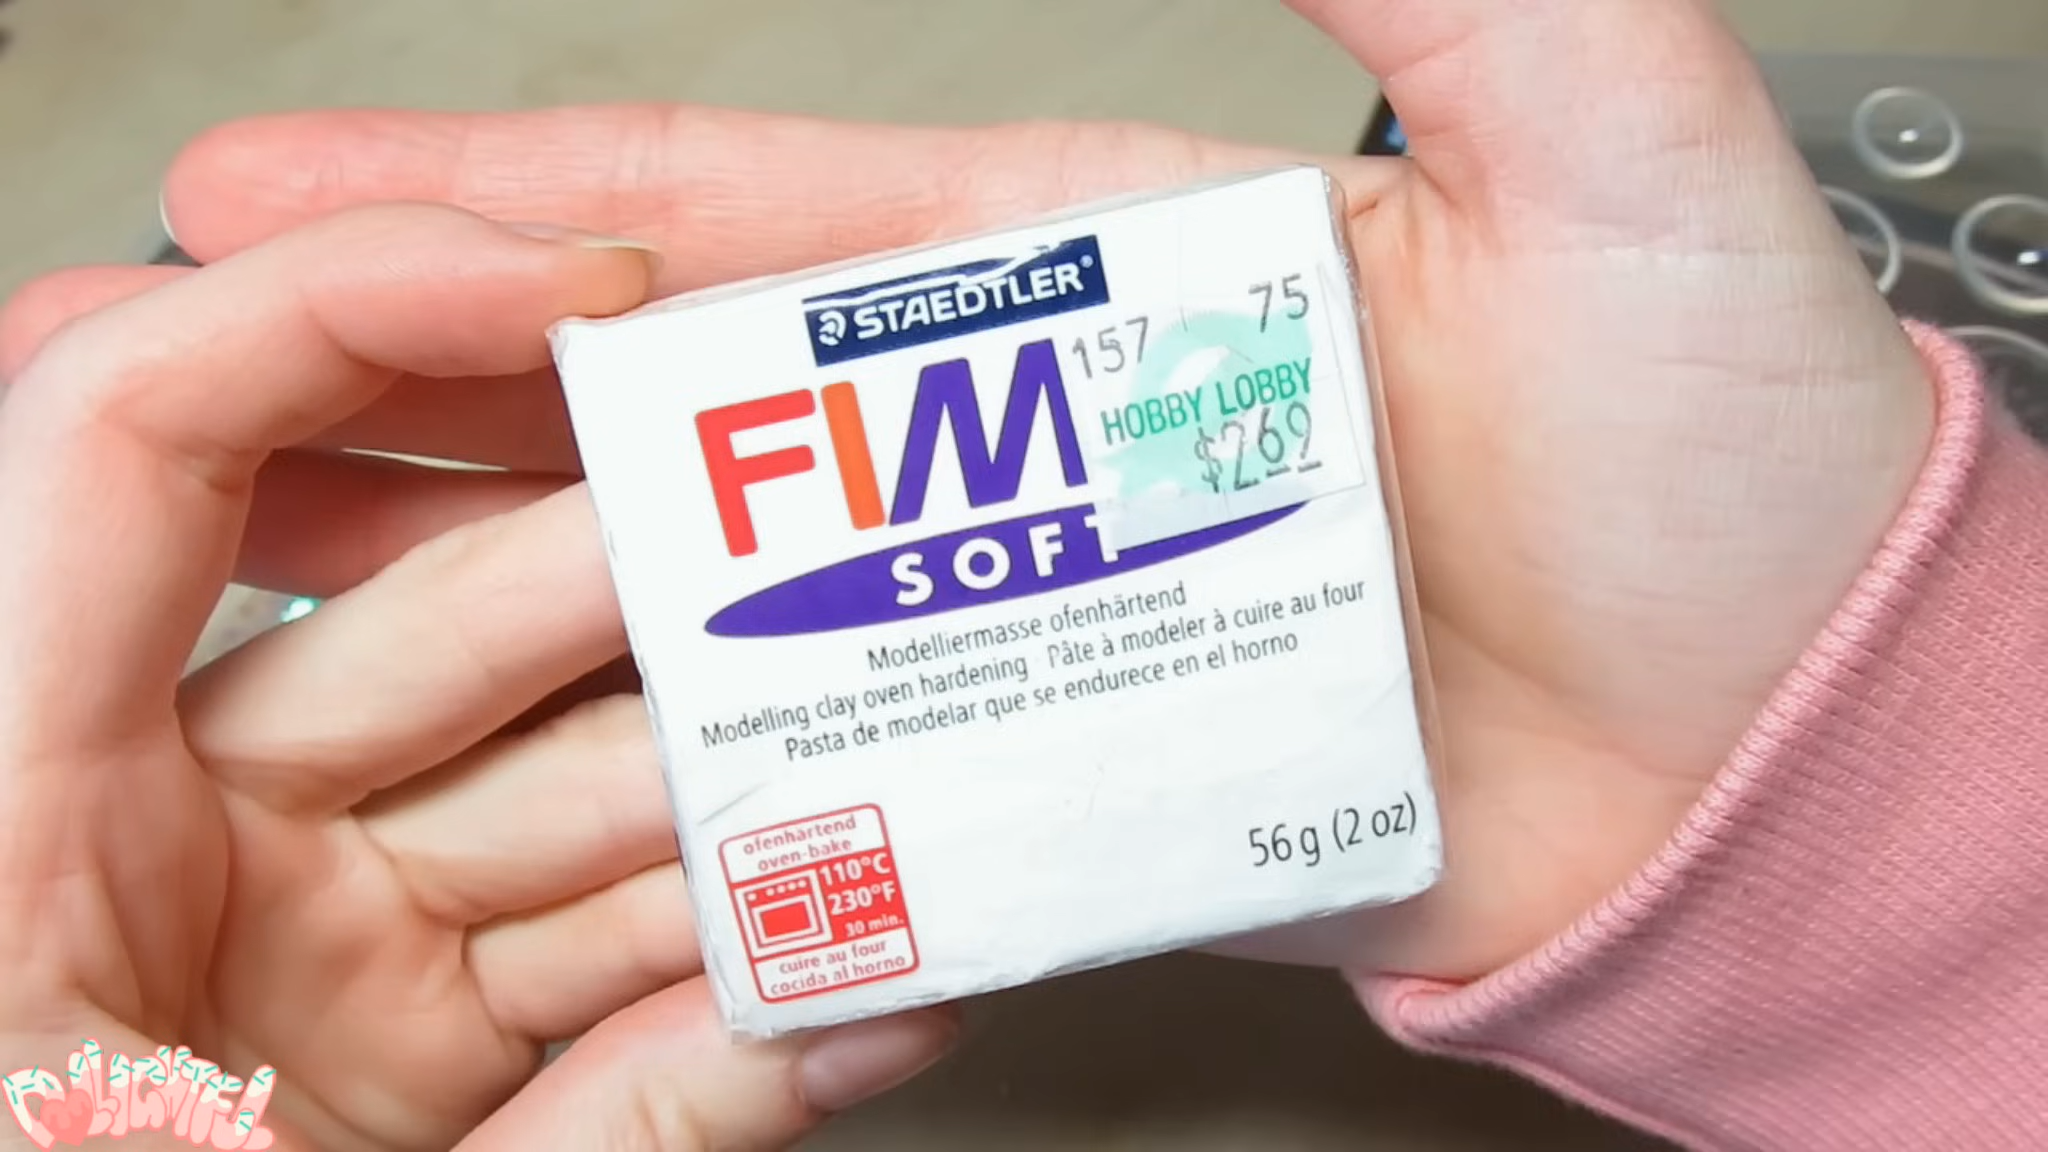 STAEDTLER®
FIM
SOFT
157 75
HOBBY LOBBY
$2.69
Modelliermasse ofenhärtend
Modelling clay oven hardening Pâte à modeler à cuire au four
Pasta de modelar que se endurece en el horno
ofenhärtend
oven-bake
110°C
230°F
30 min.
cuire au four
cocida al horno
56 g (2 oz)